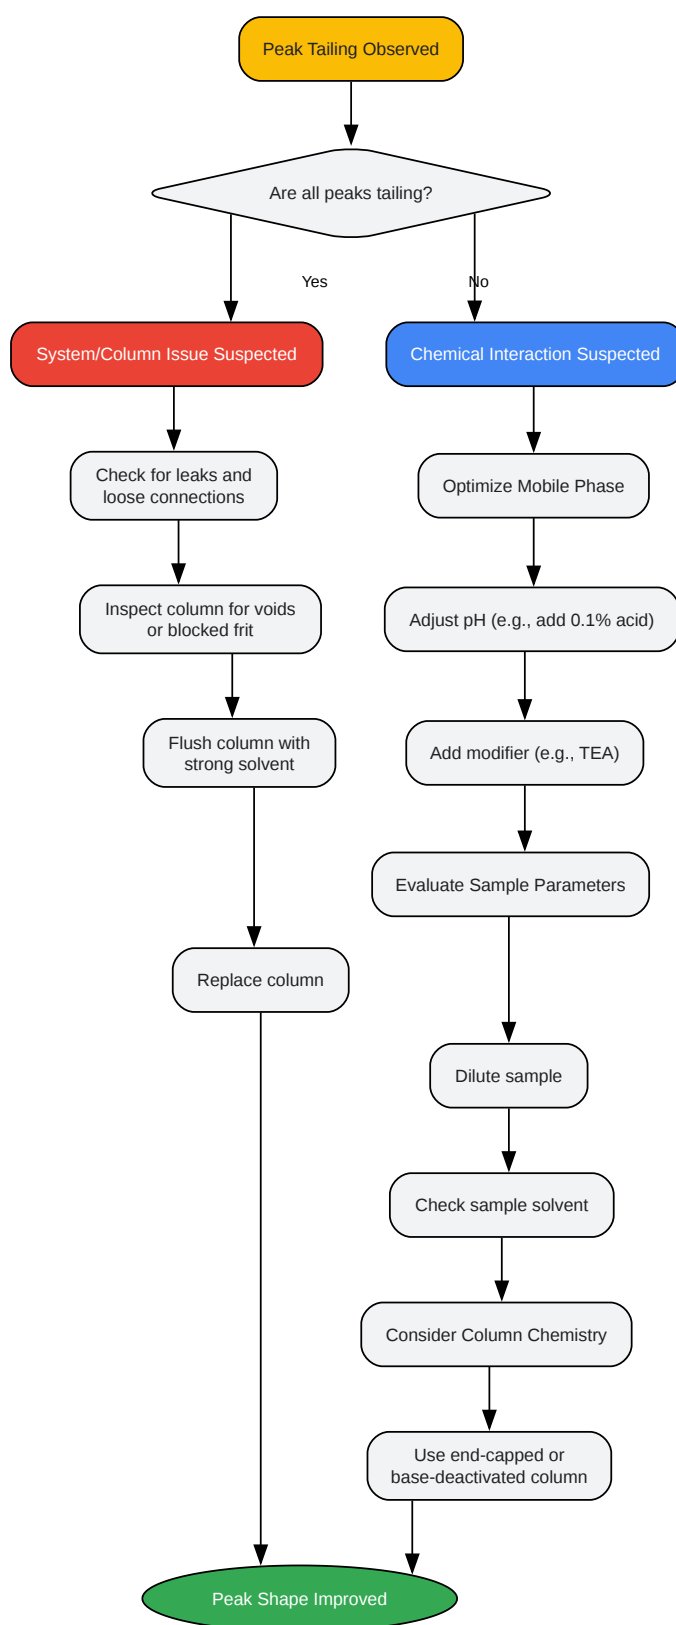 Peak Tailing Observed
Are all peaks tailing?
Yes
No
System/Column Issue Suspected
Chemical Interaction Suspected
Check for leaks and
loose connections
Optimize Mobile Phase
Inspect column for voids
or blocked frit
Adjust pH (e.g., add 0.1% acid)
Flush column with
strong solvent
Add modifier (e.g., TEA)
Evaluate Sample Parameters
Replace column
Dilute sample
Check sample solvent
Consider Column Chemistry
Use end-capped or
base-deactivated column
Peak Shape Improved